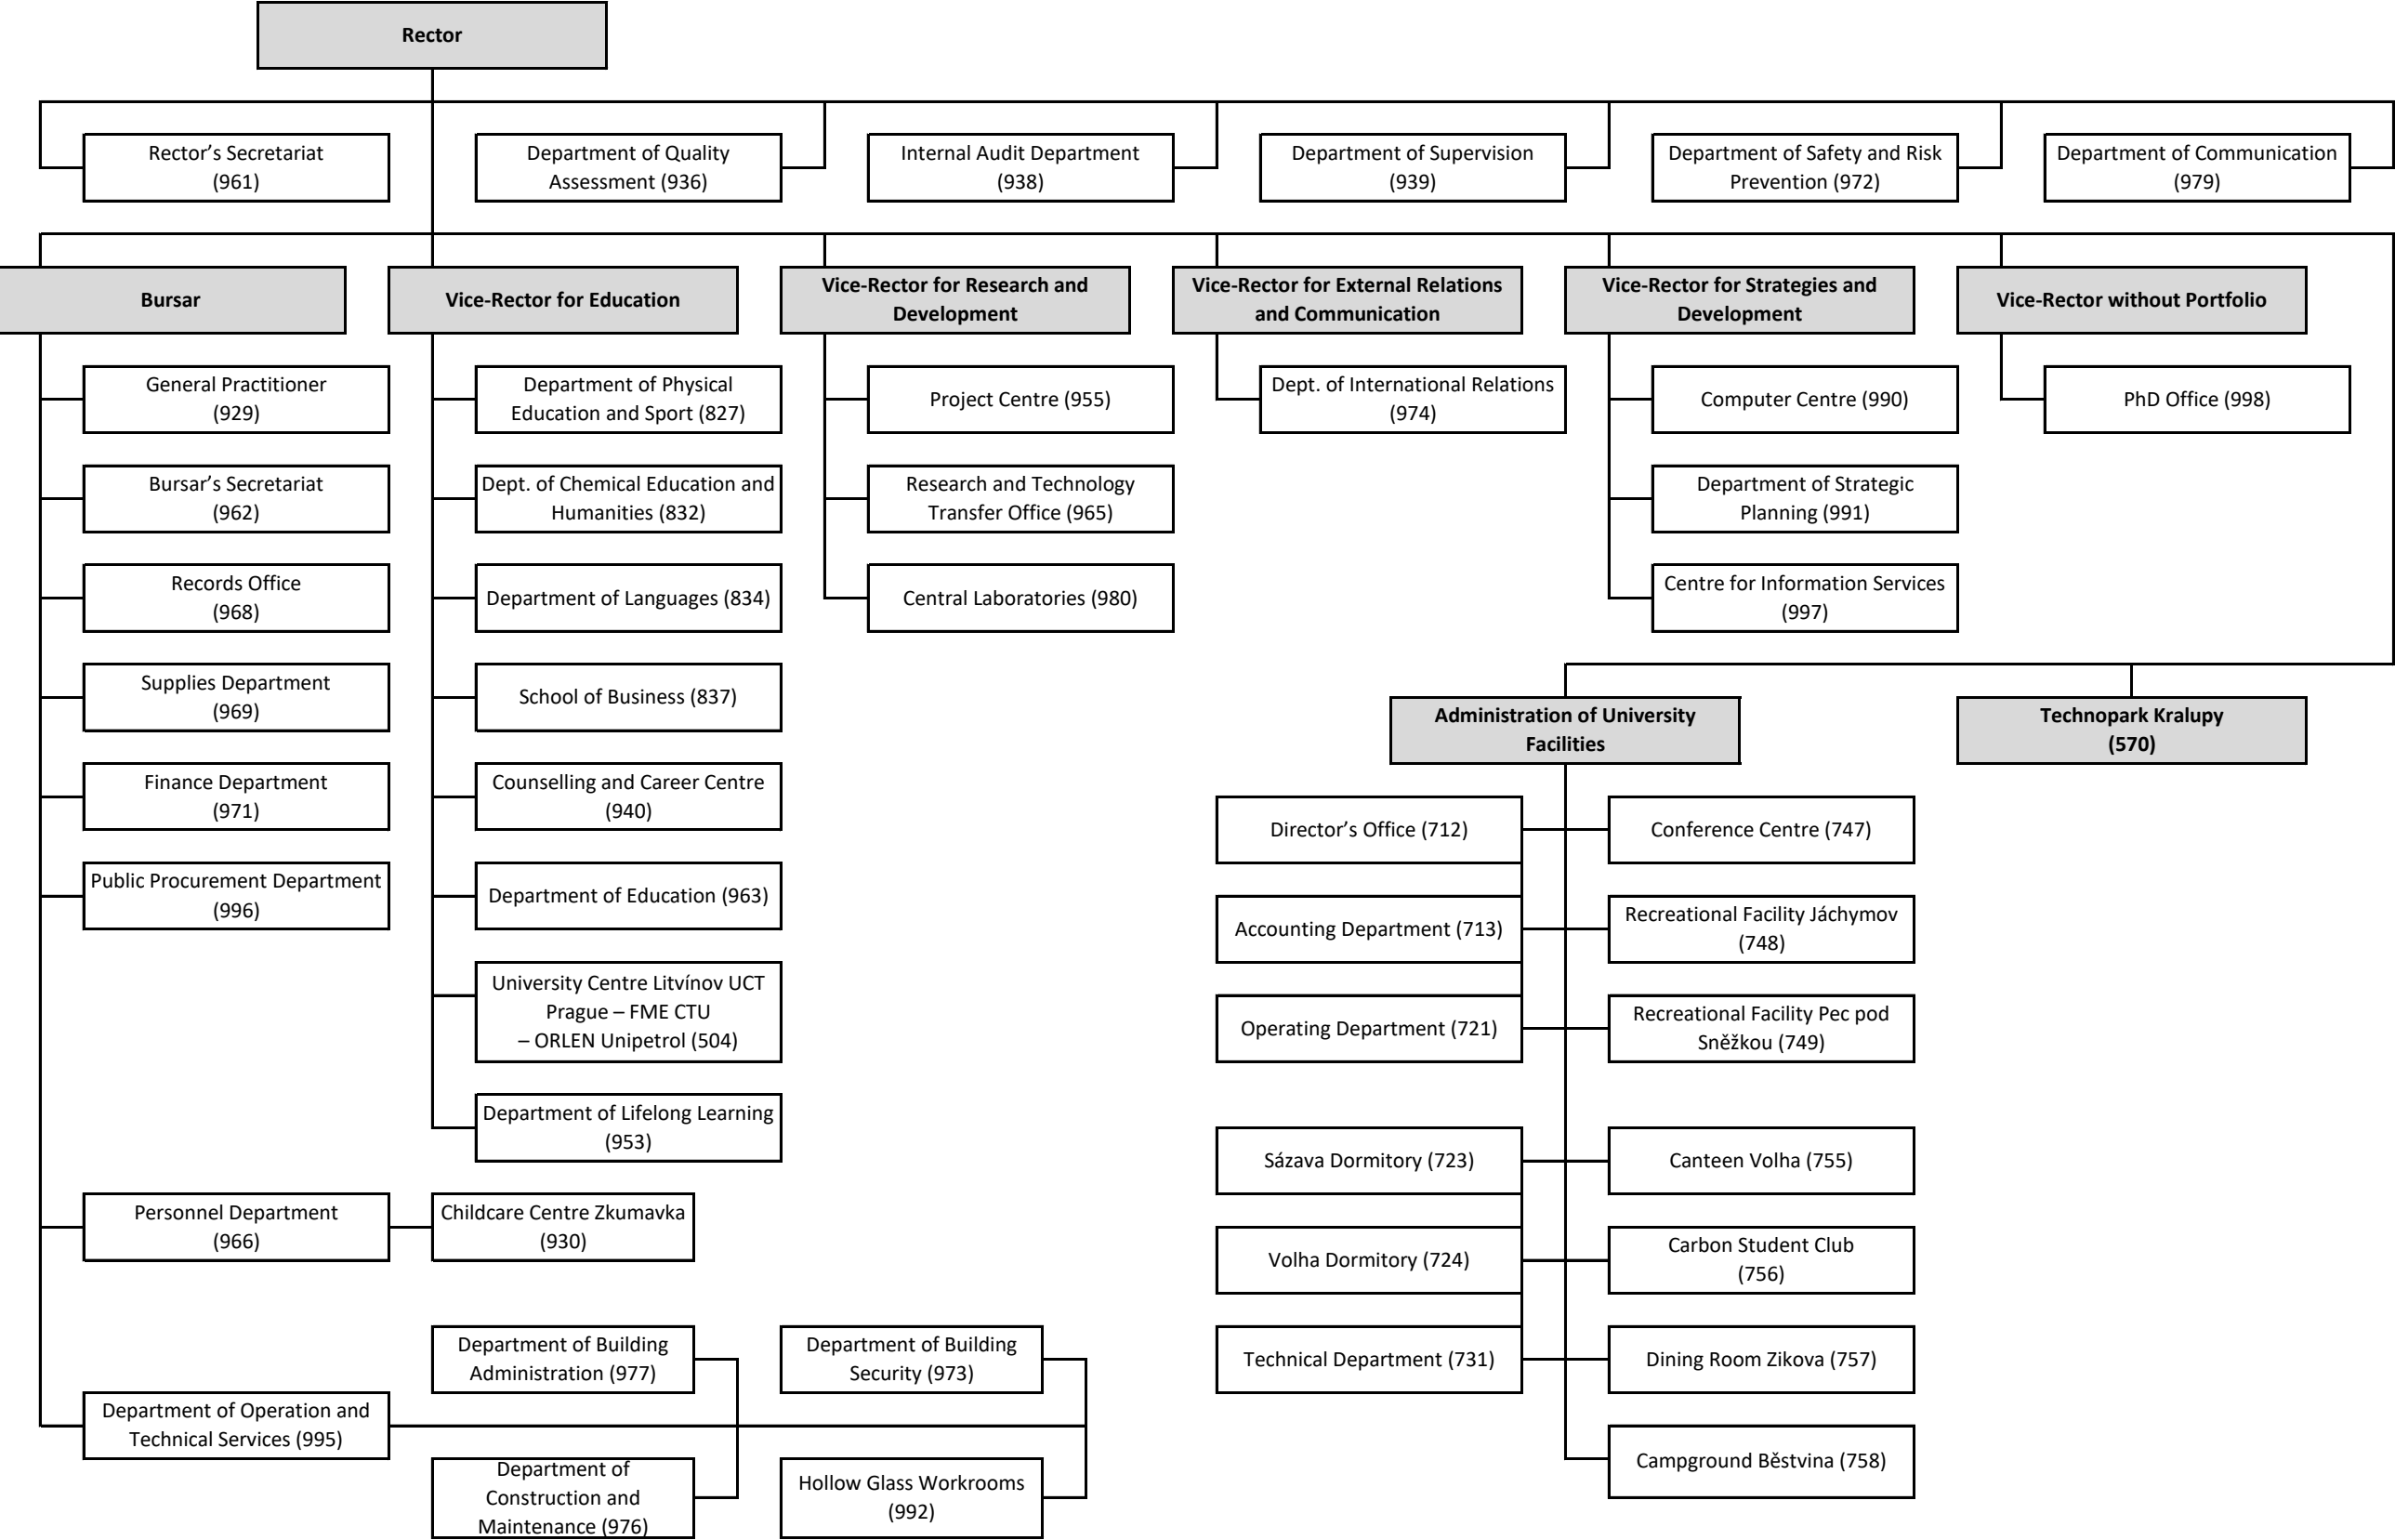 Rector
Rector’s Secretariat
(961)
Department of Quality
Assessment (936)
Internal Audit Department
(938)
Department of Supervision
(939)
Department of Safety and Risk
Prevention (972)
Department of Communication
(979)
Bursar
Vice-Rector for Education
Vice-Rector for Research and
Development
Vice-Rector for External Relations
and Communication
Vice-Rector for Strategies and
Development
Vice-Rector without Portfolio
General Practitioner
(929)
Bursar’s Secretariat
(962)
Records Office
(968)
Supplies Department
(969)
Finance Department
(971)
Public Procurement Department
(996)
Department of Physical
Education and Sport (827)
Dept. of Chemical Education and
Humanities (832)
Department of Languages (834)
School of Business (837)
Counselling and Career Centre
(940)
Department of Education (963)
University Centre Litvínov UCT
Prague – FME CTU
– ORLEN Unipetrol (504)
Department of Lifelong Learning
(953)
Project Centre (955)
Research and Technology
Transfer Office (965)
Central Laboratories (980)
Dept. of International Relations
(974)
Computer Centre (990)
Department of Strategic
Planning (991)
Centre for Information Services
(997)
PhD Office (998)
Administration of University
Facilities
Technopark Kralupy
(570)
Director’s Office (712)
Conference Centre (747)
Accounting Department (713)
Recreational Facility Jáchymov
(748)
Operating Department (721)
Recreational Facility Pec pod
Sněžkou (749)
Sázava Dormitory (723)
Canteen Volha (755)
Volha Dormitory (724)
Carbon Student Club
(756)
Technical Department (731)
Dining Room Zikova (757)
Campground Běstvina (758)
Personnel Department
(966)
Childcare Centre Zkumavka
(930)
Department of Operation and
Technical Services (995)
Department of Building
Administration (977)
Department of Building
Security (973)
Department of
Construction and
Maintenance (976)
Hollow Glass Workrooms
(992)